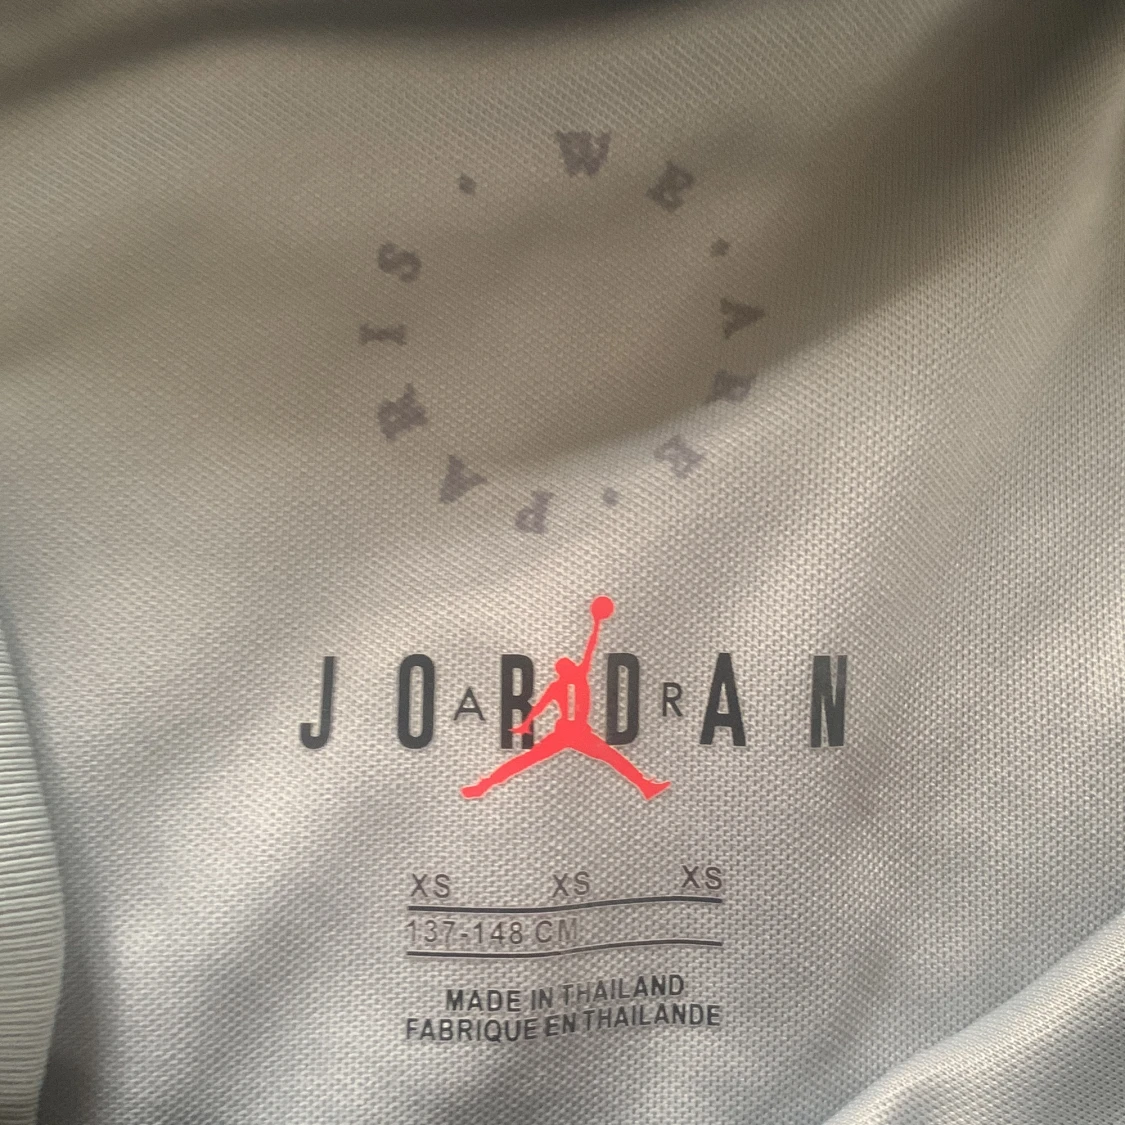 WE · ARE · PARIS ·
JORDAN
AIR
XS XS XS
137-148 CM
MADE IN THAILAND
FABRIQUE EN THAILANDE